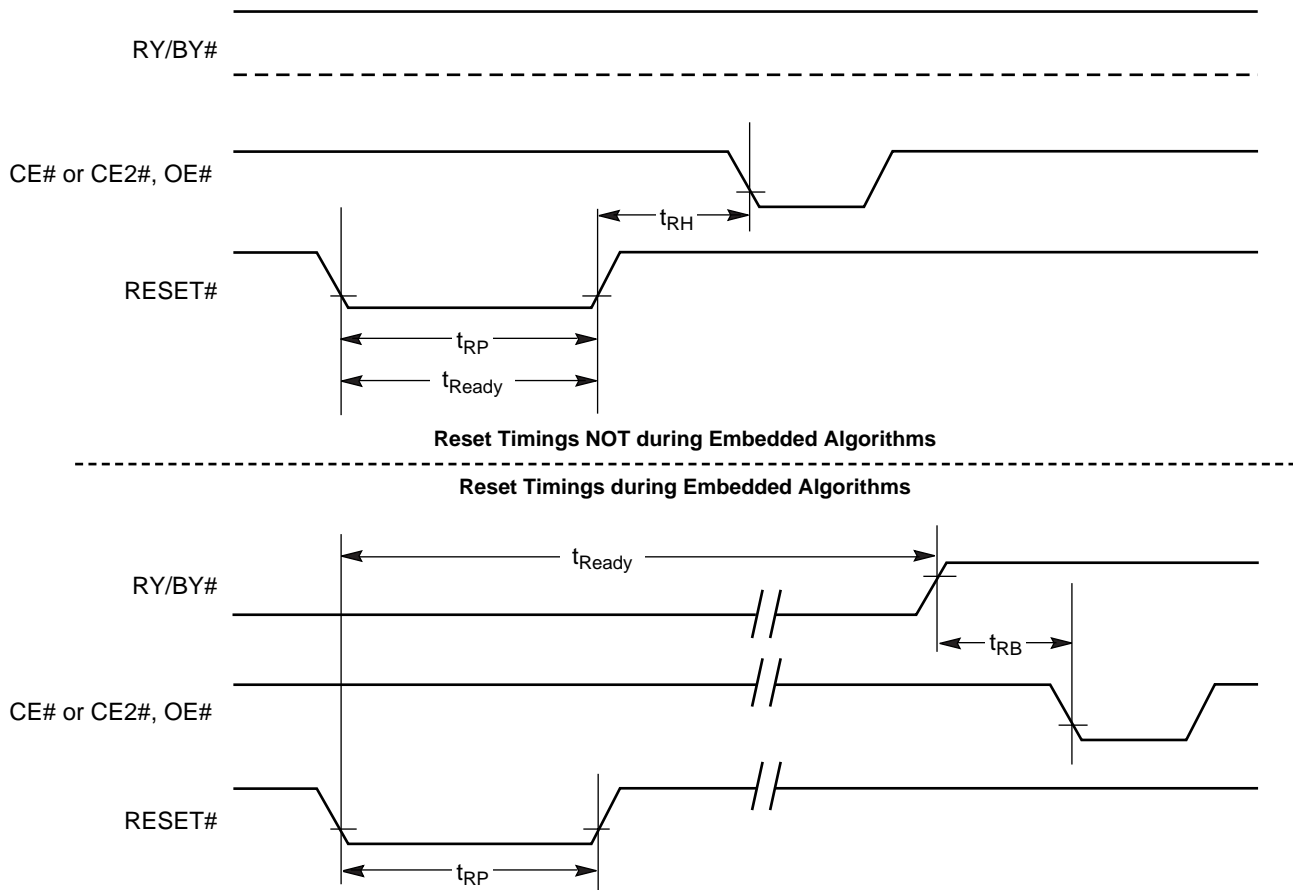 RY/BY#
CE# or CE2#, OE#
tRH
RESET#
tRP
tReady
Reset Timings NOT during Embedded Algorithms
Reset Timings during Embedded Algorithms
tReady
RY/BY#
tRB
CE# or CE2#, OE#
RESET#
tRP